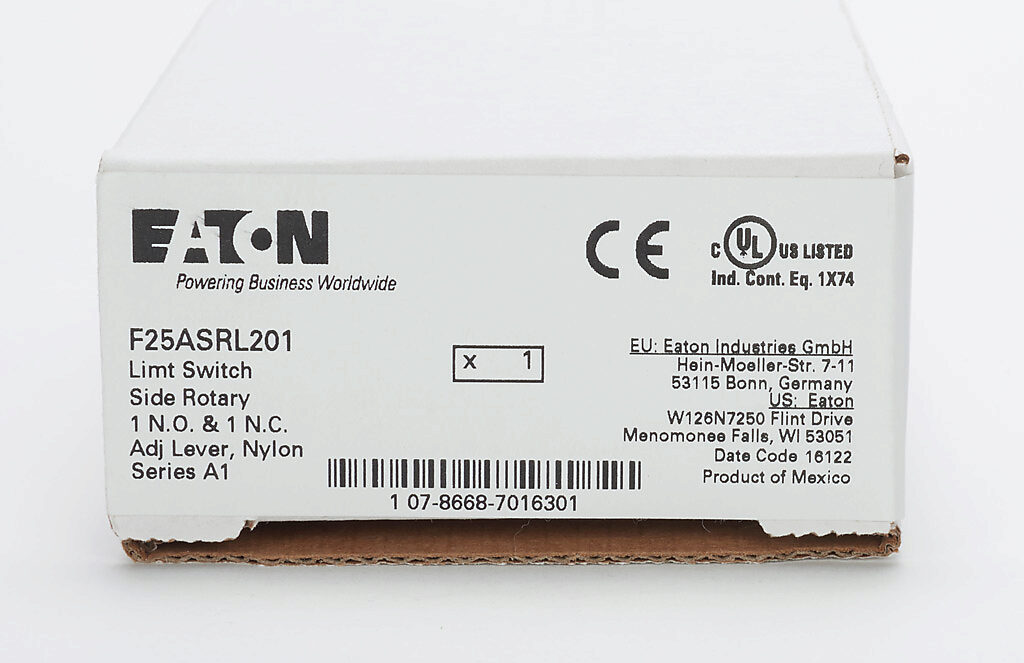 EATON
Powering Business Worldwide
CE
C UL US LISTED
Ind. Cont. Eq. 1X74
F25ASRL201
Limt Switch
Side Rotary
1 N.O. & 1 N.C.
Adj Lever, Nylon
Series A1
x 1
EU: Eaton Industries GmbH
Hein-Moeller-Str. 7-11
53115 Bonn, Germany
US: Eaton
W126N7250 Flint Drive
Menomonee Falls, WI 53051
Date Code 16122
Product of Mexico
1 07-8668-7016301